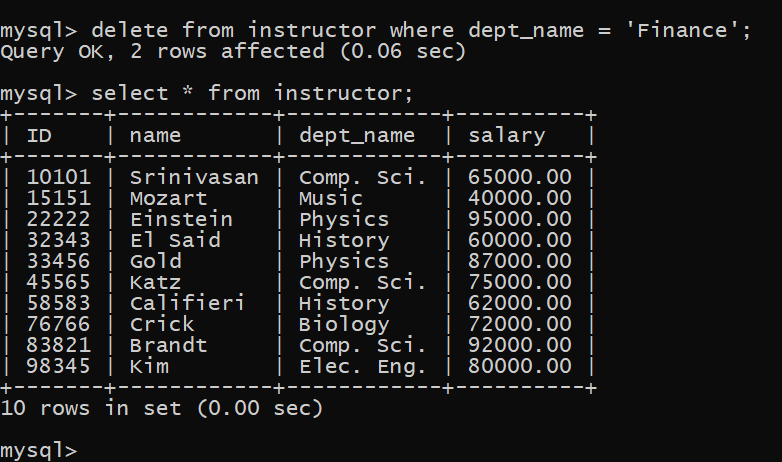 mysql> delete from instructor where dept_name = 'Finance';
Query OK, 2 rows affected (0.06 sec)
mysql> select * from instructor;
+-------+------------+------------+----------+
| ID    | name       | dept_name  | salary   |
+-------+------------+------------+----------+
| 10101 | Srinivasan | Comp. Sci. | 65000.00 |
| 15151 | Mozart     | Music      | 40000.00 |
| 22222 | Einstein   | Physics    | 95000.00 |
| 32343 | El Said    | History    | 60000.00 |
| 33456 | Gold       | Physics    | 87000.00 |
| 45565 | Katz       | Comp. Sci. | 75000.00 |
| 58583 | Califieri  | History    | 62000.00 |
| 76766 | Crick      | Biology    | 72000.00 |
| 83821 | Brandt     | Comp. Sci. | 92000.00 |
| 98345 | Kim        | Elec. Eng. | 80000.00 |
+-------+------------+------------+----------+
10 rows in set (0.00 sec)
mysql>